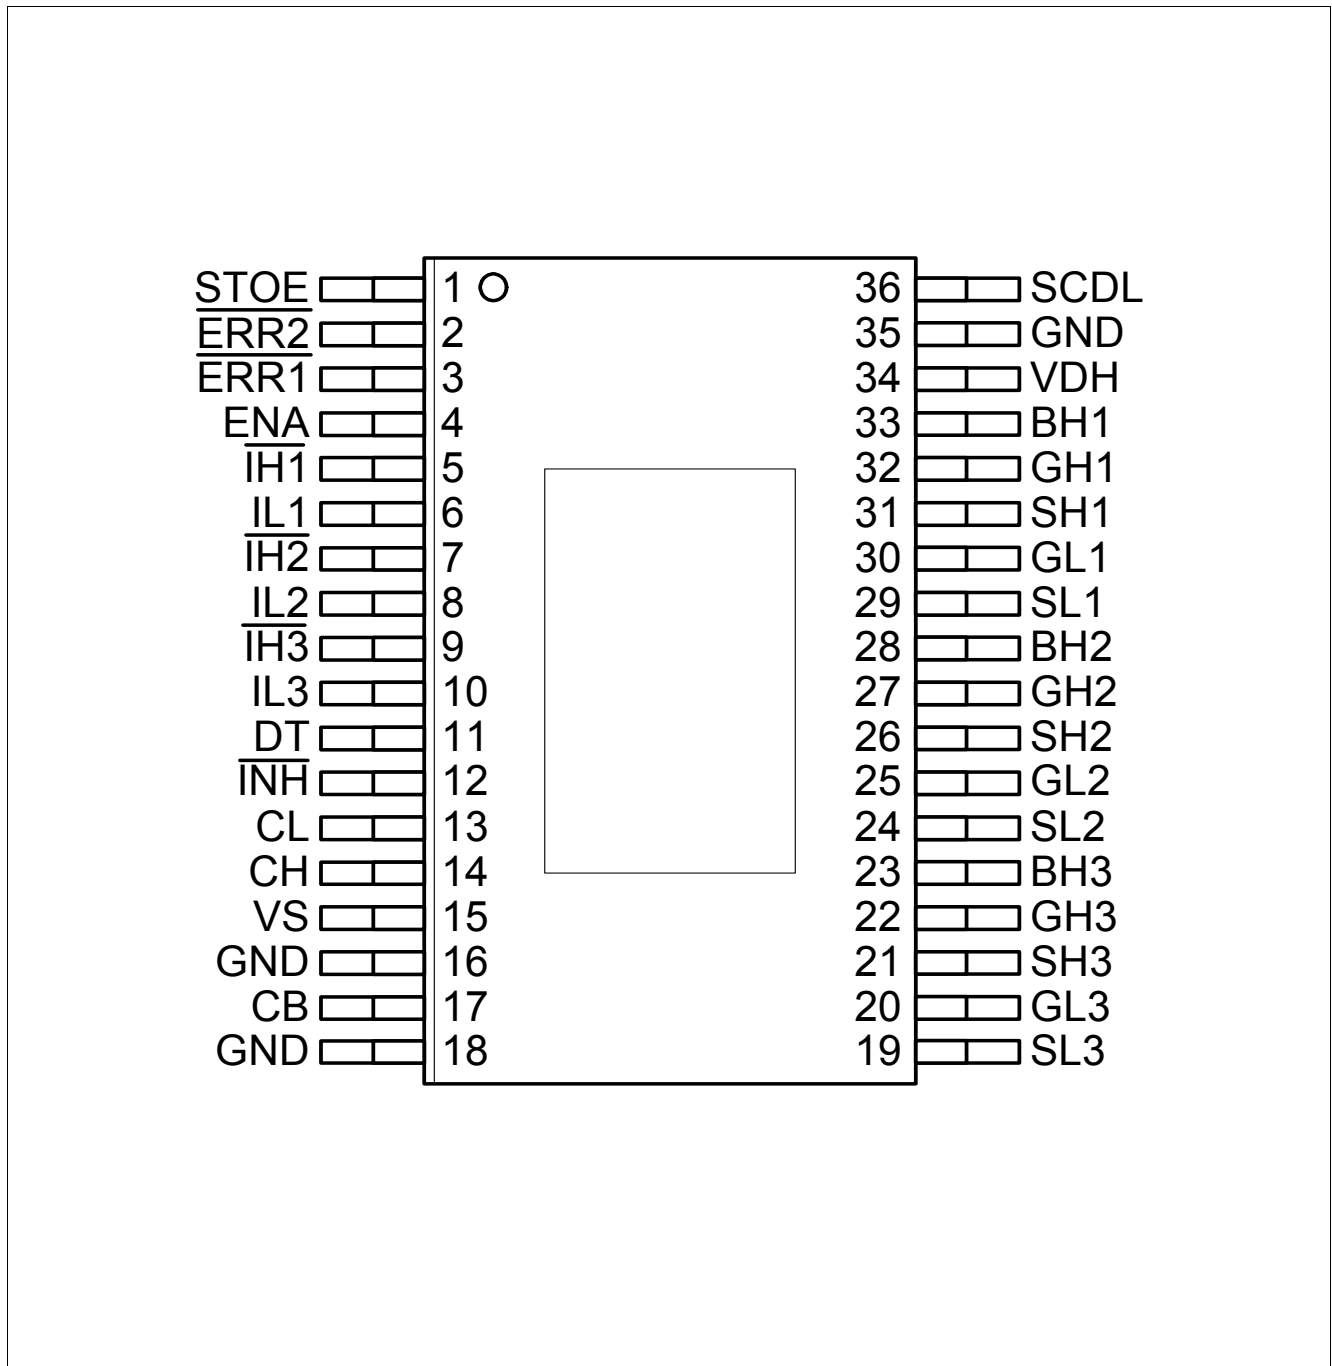 STOE 1 36 SCDL
ERR2 2 35 GND
ERR1 3 34 VDH
ENA 4 33 BH1
IH1 5 32 GH1
IL1 6 31 SH1
IH2 7 30 GL1
IL2 8 29 SL1
IH3 9 28 BH2
IL3 10 27 GH2
DT 11 26 SH2
INH 12 25 GL2
CL 13 24 SL2
CH 14 23 BH3
VS 15 22 GH3
GND 16 21 SH3
CB 17 20 GL3
GND 18 19 SL3